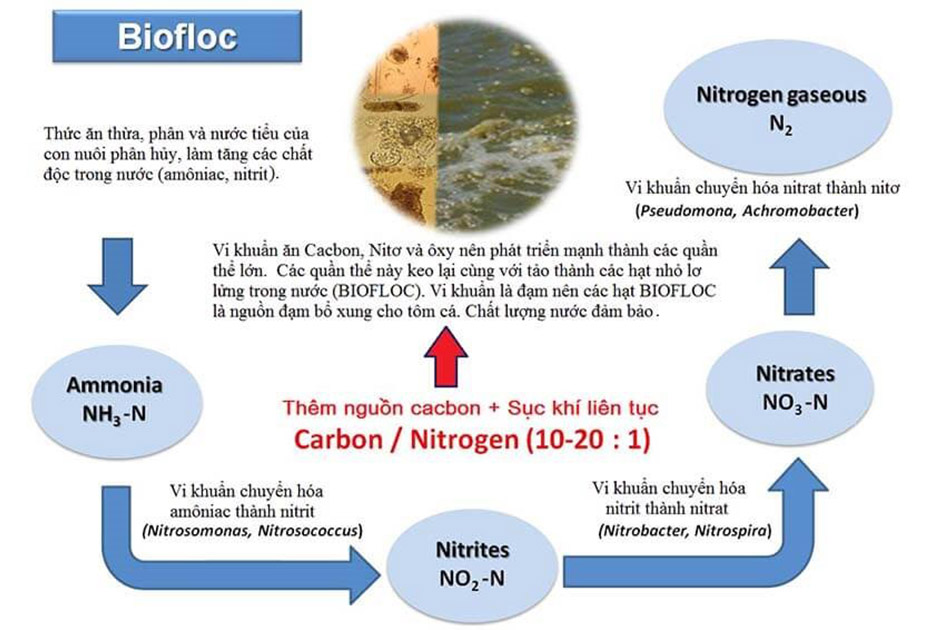 Biofloc
Thức ăn thừa, phân và nước tiểu của
con nuôi phân hủy, làm tăng các chất
độc trong nước (amôniac, nitrit).
Nitrogen gaseous
N₂
Vi khuẩn chuyển hóa nitrat thành nitơ
(Pseudomona, Achromobacter)
Vi khuẩn ăn Cacbon, Nitơ và ôxy nên phát triển mạnh thành các quần
thể lớn. Các quần thể này keo lại cùng với tảo thành các hạt nhỏ lơ
lửng trong nước (BIOFLOC). Vi khuẩn là đạm nên các hạt BIOFLOC
là nguồn đạm bổ xung cho tôm cá. Chất lượng nước đảm bảo.
Ammonia
NH₃-N
Thêm nguồn cacbon + Sục khí liên tục
Carbon / Nitrogen (10-20 : 1)
Nitrates
NO₃-N
Vi khuẩn chuyển hóa
amôniac thành nitrit
(Nitrosomonas, Nitrosococcus)
Nitrites
NO₂-N
Vi khuẩn chuyển hóa
nitrit thành nitrat
(Nitrobacter, Nitrospira)